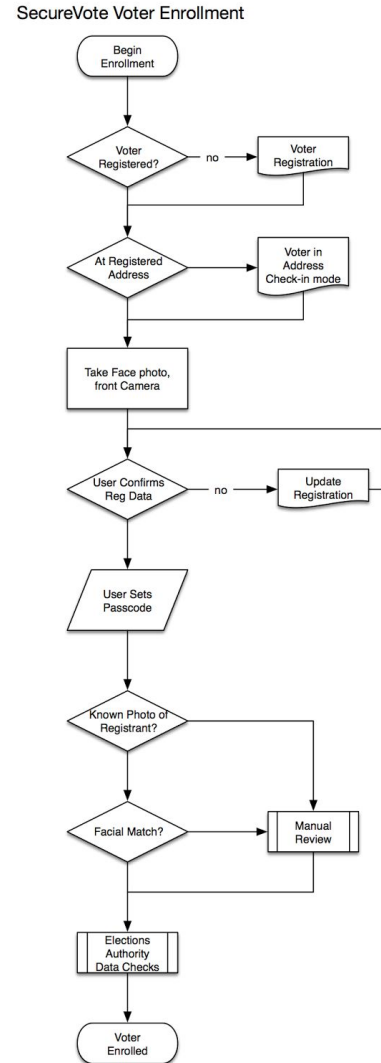 SecureVote Voter Enrollment
Begin
Enrollment
Voter
Registered?
no
Voter
Registration
At Registered
Address
Voter in
Address
Check-in mode
Take Face photo,
front Camera
User Confirms
Reg Data
no
Update
Registration
User Sets
Passcode
Known Photo of
Registrant?
Facial Match?
Manual
Review
Elections
Authority
Data Checks
Voter
Enrolled